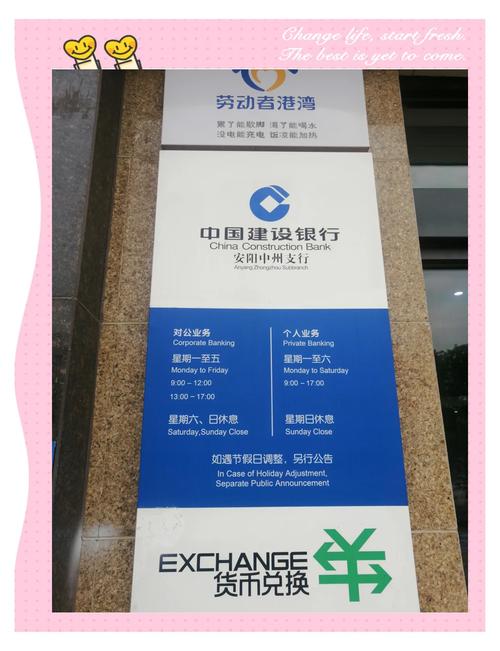 Change life, start fresh.
The best is yet to come.
劳动者港湾
累了能歇脚 渴了能喝水
没电能充电 饭凉能加热
中国建设银行
China Construction Bank
安阳中州支行
Anyang Zhongzhou Subbranch
对公业务
Corporate Banking
星期一至五
Monday to Friday
9:00 – 12:00
13:00 – 17:00
星期六、日休息
Saturday,Sunday Close
个人业务
Private Banking
星期一至六
Monday to Saturday
9:00 – 17:00
星期日休息
Sunday Close
如遇节假日调整，另行公告
In Case of Holiday Adjustment,
Separate Public Announcement
EXCHANGE
货币兑换